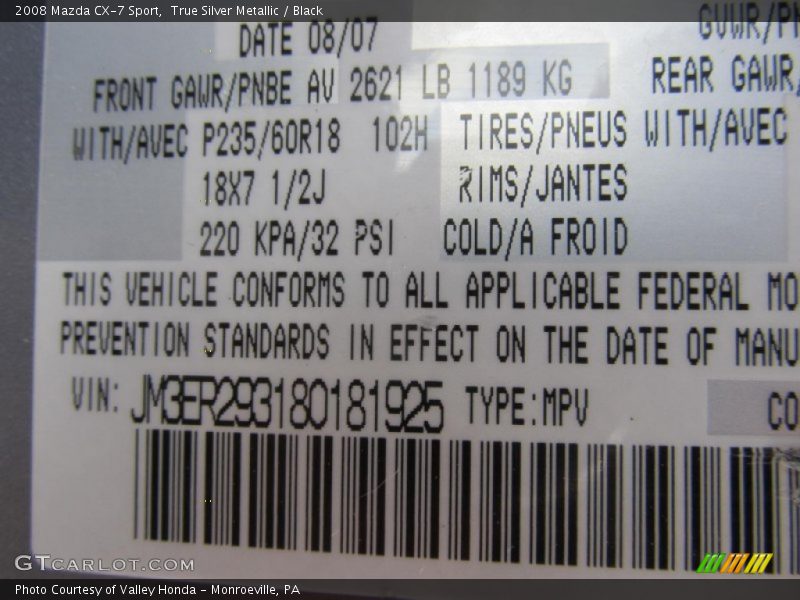 2008 Mazda CX-7 Sport,  True Silver Metallic / Black
DATE 08/07
FRONT GAWR/PNBE AV 2621 LB 1189 KG REAR GAWR/
WITH/AVEC P235/60R18 102H TIRES/PNEUS WITH/AVEC
18X7 1/2J RIMS/JANTES
220 KPA/32 PSI COLD/A FROID
THIS VEHICLE CONFORMS TO ALL APPLICABLE FEDERAL MO
PREVENTION STANDARDS IN EFFECT ON THE DATE OF MANU
VIN: JM3ER293180181925 TYPE:MPV CO
GTCARLOT.COM
Photo Courtesy of Valley Honda - Monroeville, PA